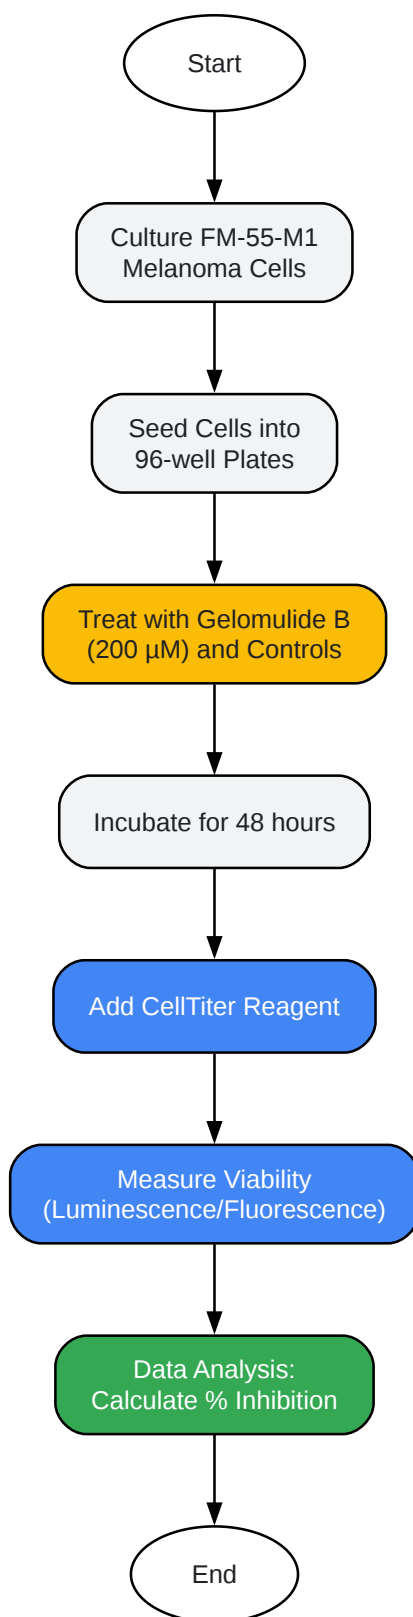 Start
Culture FM-55-M1
Melanoma Cells
Seed Cells into
96-well Plates
Treat with Gelomulide B
(200 µM) and Controls
Incubate for 48 hours
Add CellTiter Reagent
Measure Viability
(Luminescence/Fluorescence)
Data Analysis:
Calculate % Inhibition
End